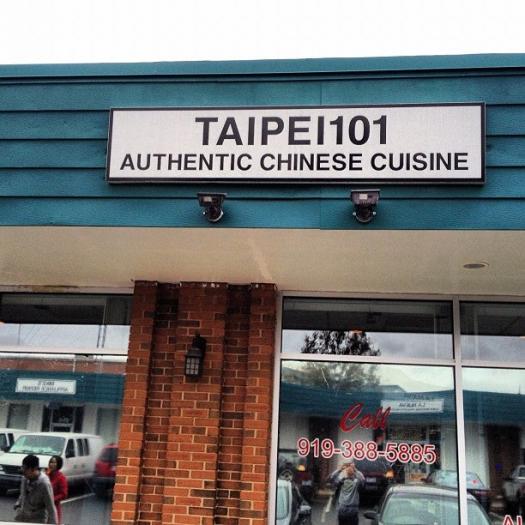 TAIPEI101
AUTHENTIC CHINESE CUISINE
Call
919-388-5885